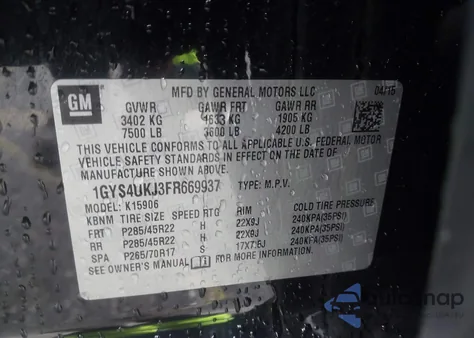 GM
MFD BY GENERAL MOTORS LLC 04/15
GVWR GAWR FRT GAWR RR
3402 KG 1633 KG 1905 KG
7500 LB 3600 LB 4200 LB
THIS VEHICLE CONFORMS TO ALL APPLICABLE U.S. FEDERAL MOTOR
VEHICLE SAFETY STANDARDS IN EFFECT ON THE DATE OF
MANUFACTURE SHOWN ABOVE.
1GYS4UKJ3FR669937 TYPE: M.P.V.
MODEL: K15906
KBNM TIRE SIZE SPEED RTG RIM COLD TIRE PRESSURE
FRT P285/45R22 H 22X9J 240KPA(35PSI)
RR P285/45R22 H 22X9J 240KPA(35PSI)
SPA P265/70R17 S 17X7.5J 240KPA(35PSI)
SEE OWNER'S MANUAL FOR MORE INFORMATION.
autosnap